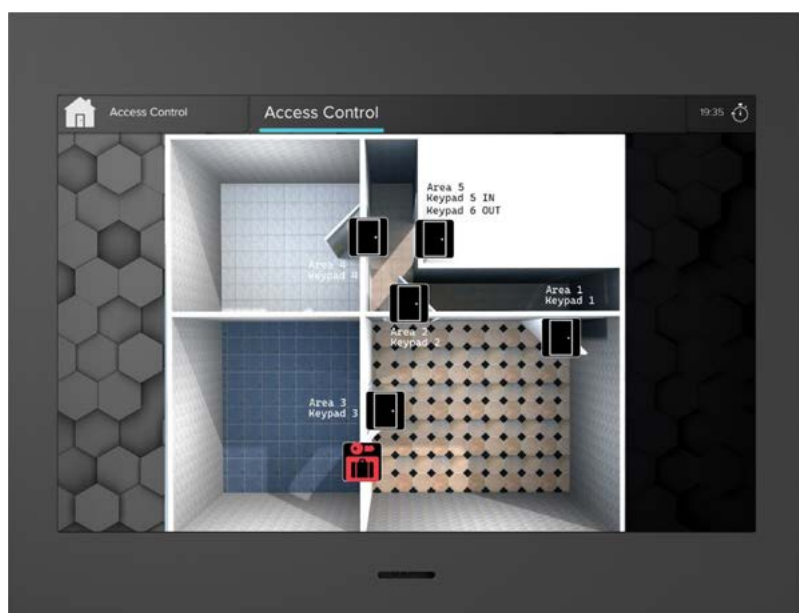 Access Control
Access Control
19:35
Area 5
Keypad 5 IN
Keypad 6 OUT
Area 4
Keypad 4
Area 1
Keypad 1
Area 2
Keypad 2
Area 3
Keypad 3